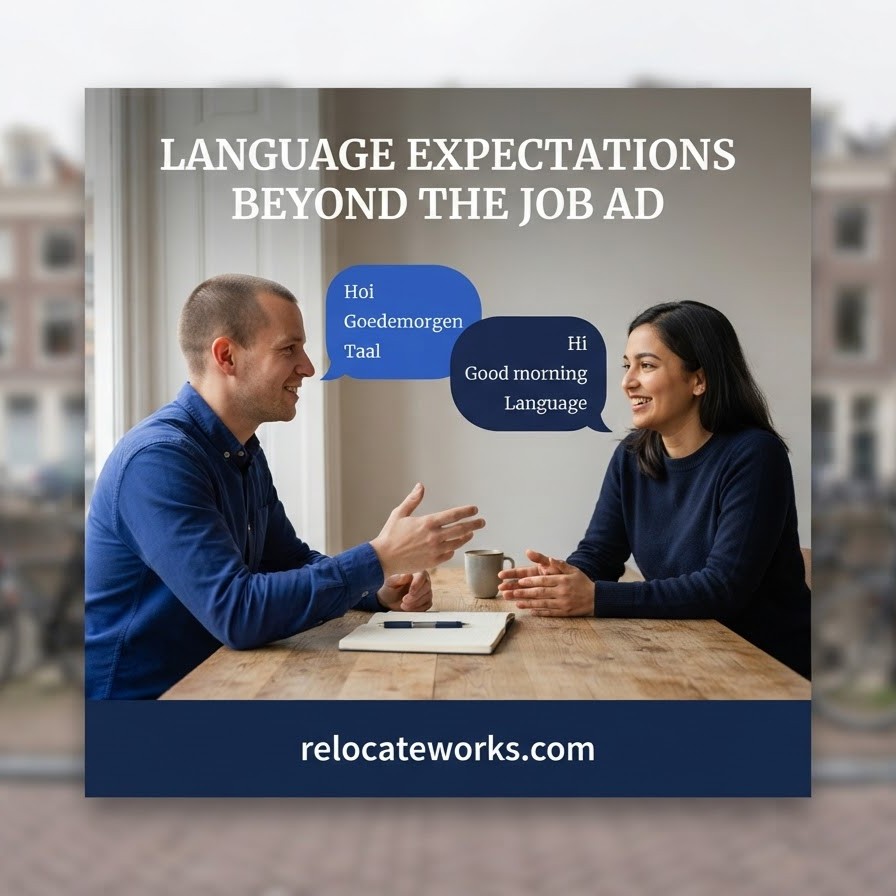 LANGUAGE EXPECTATIONS
BEYOND THE JOB AD
Hoi
Goedemorgen
Taal
Hi
Good morning
Language
relocateworks.com